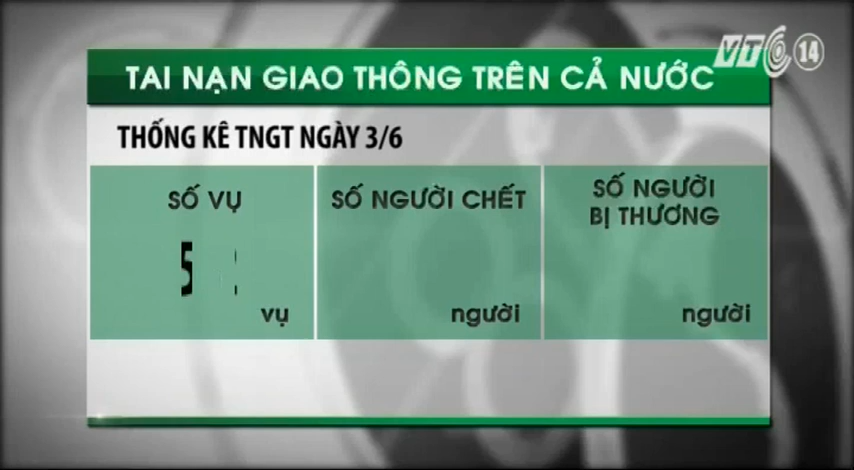 VTC 14
TAI NẠN GIAO THÔNG TRÊN CẢ NƯỚC
THỐNG KÊ TNGT NGÀY 3/6
SỐ VỤ
vụ
SỐ NGƯỜI CHẾT
người
SỐ NGƯỜI
BỊ THƯƠNG
người